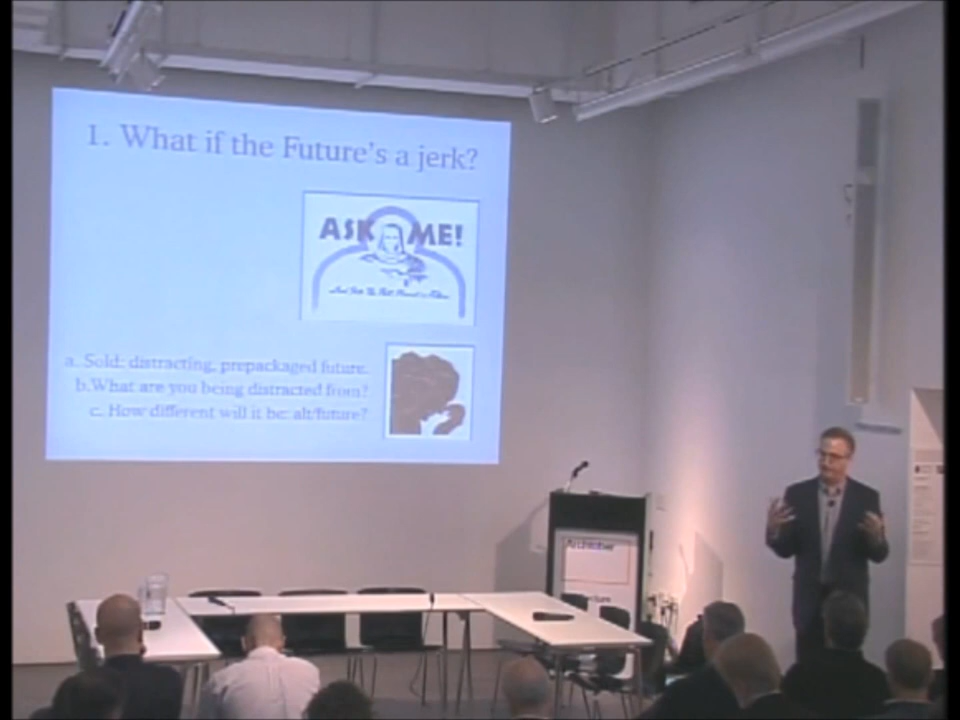 1. What if the Future's a jerk?
ASK ME!
a. Sold: distracting, prepackaged future.
b.What are you being distracted from?
c. How different will it be: alt/future?